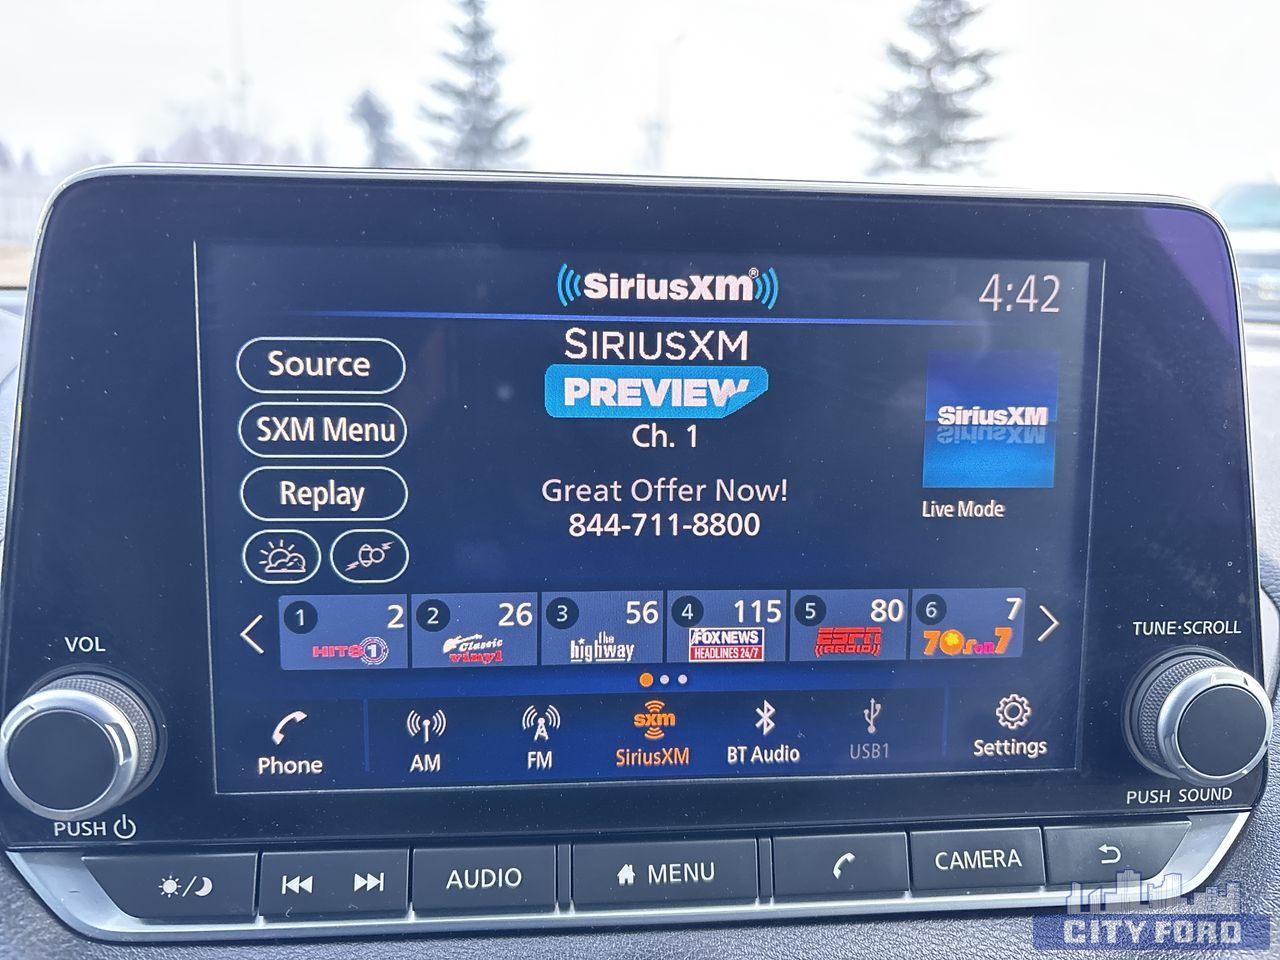 SiriusXM®
4:42
SIRIUSXM
PREVIEW
Ch. 1
Great Offer Now!
844-711-8800
Source
SXM Menu
Replay
SiriusXM
Live Mode
1 2
HITS 1
2 26
Classic vinyl
3 56
the highway
4 115
FOX NEWS
HEADLINES 24/7
5 80
ESPN
RADIO
6 7
70s on 7
Phone
AM
FM
sxm
SiriusXM
BT Audio
USB1
Settings
VOL
PUSH
TUNE·SCROLL
PUSH SOUND
AUDIO
MENU
CAMERA
CITY FORD